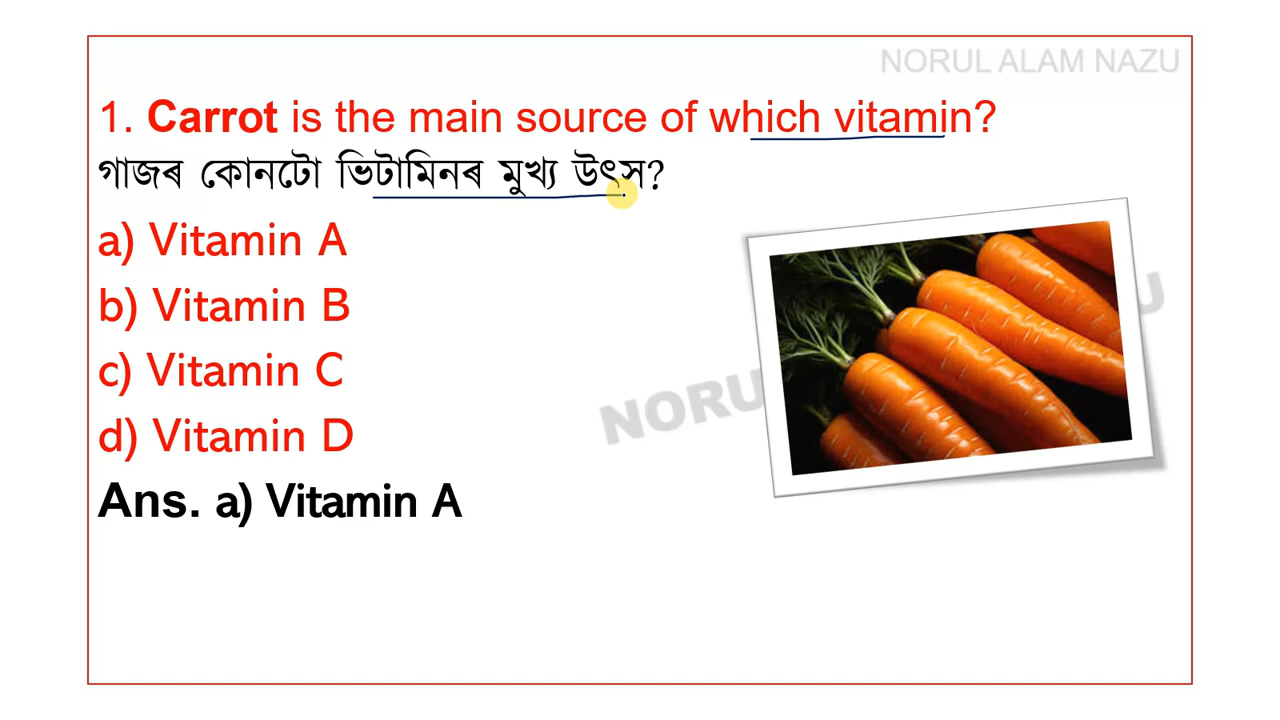 NORUL ALAM NAZU
1. Carrot is the main source of which vitamin?
গাজৰ কোনটো ভিটামিনৰ মুখ্য উৎস?
a) Vitamin A
b) Vitamin B
c) Vitamin C
d) Vitamin D
Ans. a) Vitamin A